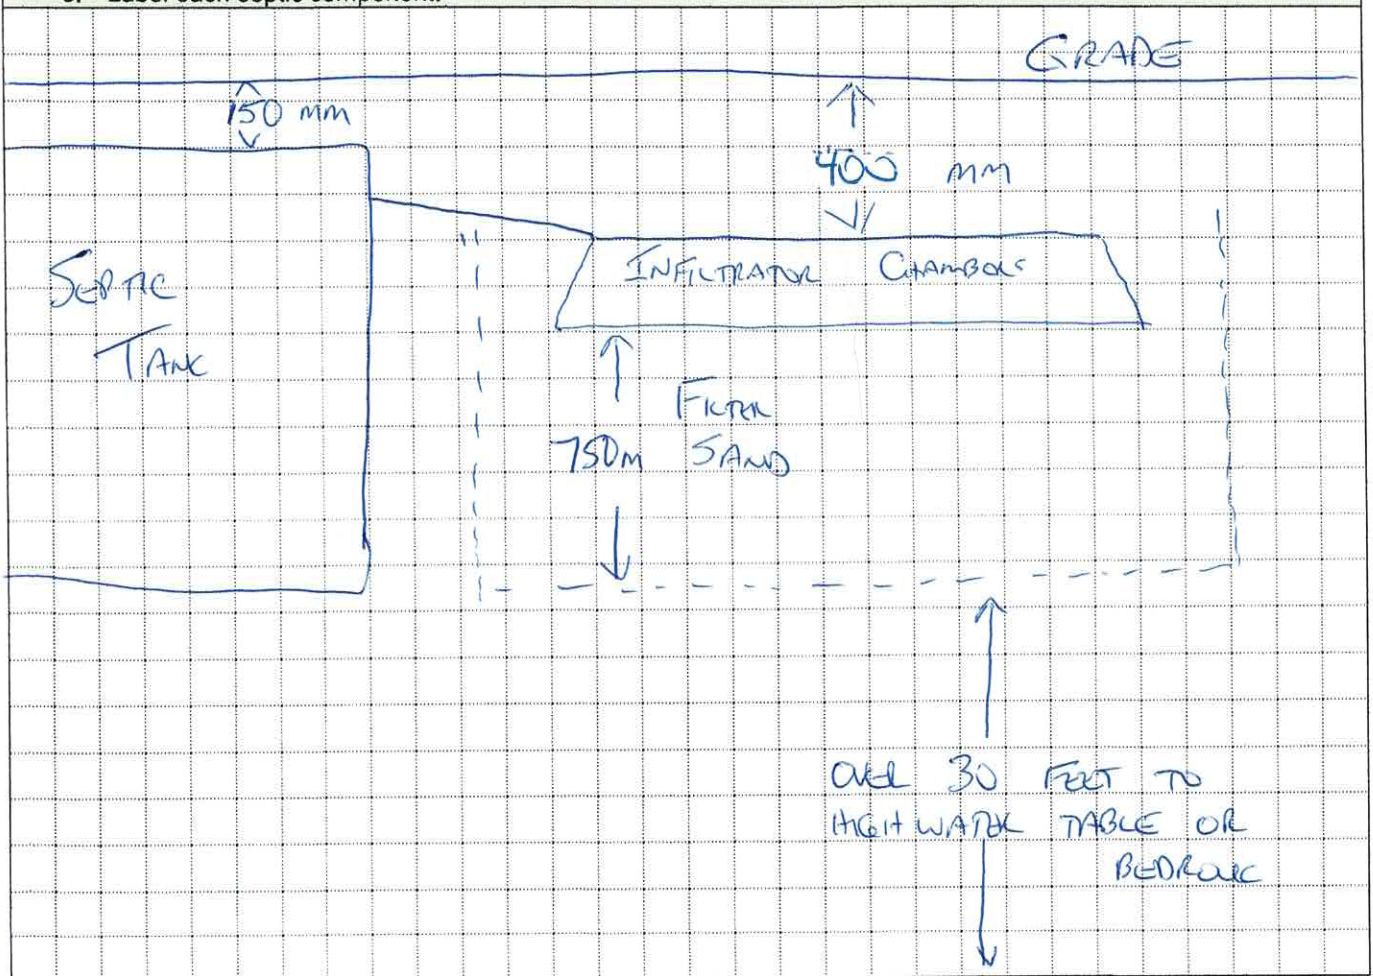 GRADE
150 mm
400 mm
INFILTRATOR CHAMBERS
SEPTIC
TANK
FILTER
750m SAND
OVER 30 FEET TO
HIGH WATER TABLE OR
BEDROCK